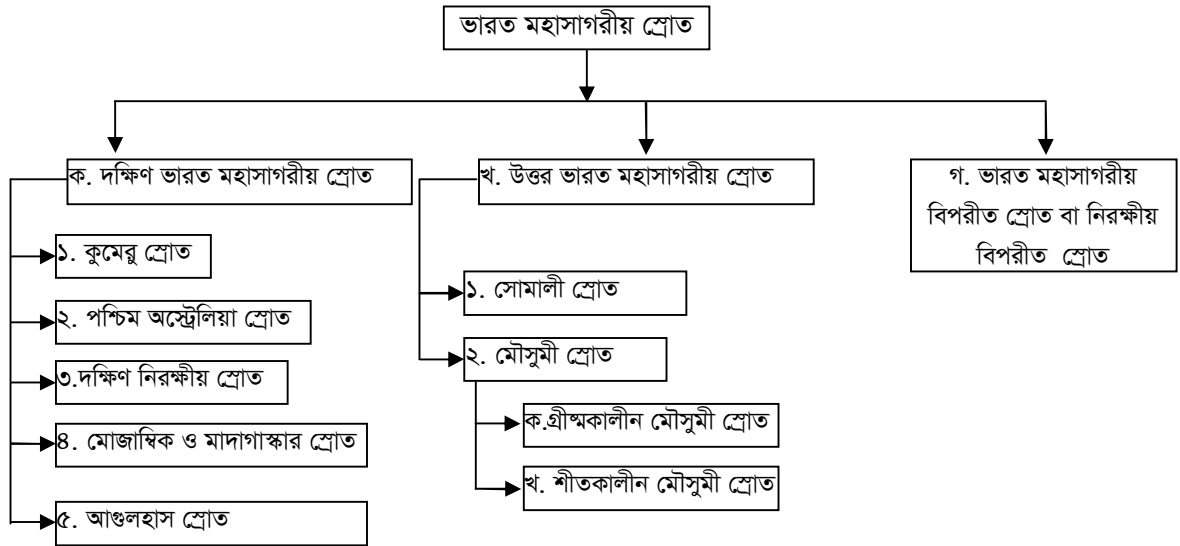 ভারত মহাসাগরীয় স্রোত
ক. দক্ষিণ ভারত মহাসাগরীয় স্রোত
১. কুমেরু স্রোত
২. পশ্চিম অস্ট্রেলিয়া স্রোত
৩.দক্ষিণ নিরক্ষীয় স্রোত
৪. মোজাম্বিক ও মাদাগাস্কার স্রোত
৫. আগুলহাস স্রোত
খ. উত্তর ভারত মহাসাগরীয় স্রোত
১. সোমালী স্রোত
২. মৌসুমী স্রোত
ক.গ্রীষ্মকালীন মৌসুমী স্রোত
খ. শীতকালীন মৌসুমী স্রোত
গ. ভারত মহাসাগরীয়
বিপরীত স্রোত বা নিরক্ষীয়
বিপরীত স্রোত